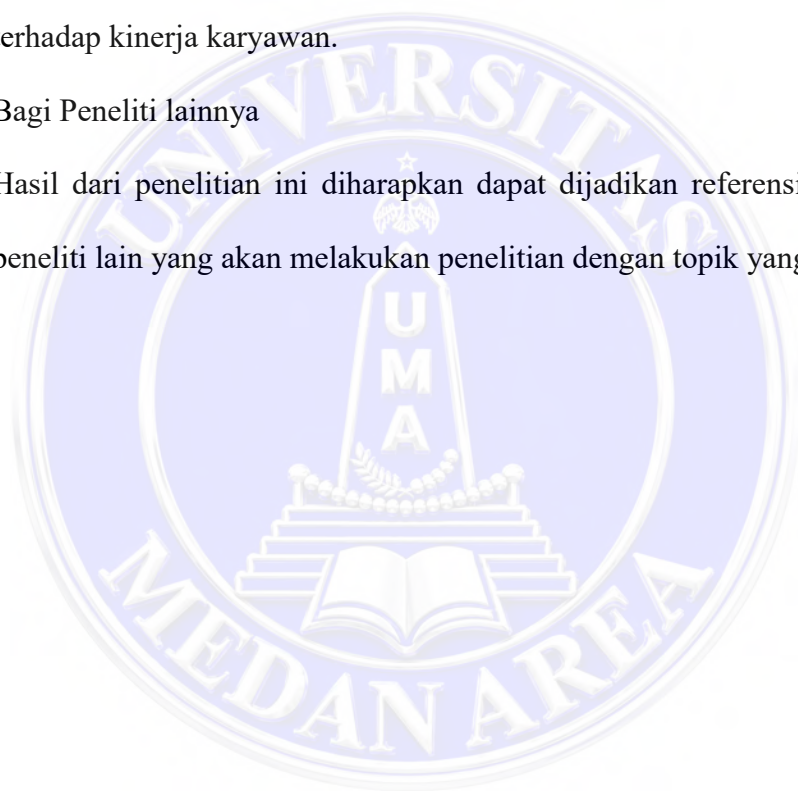 erhadap kinerja karyawan.
Bagi Peneliti lainnya
Hasil dari penelitian ini diharapkan dapat dijadikan referensi
peneliti lain yang akan melakukan penelitian dengan topik yang
UNIVERSITAS
UMA
MEDAN AREA